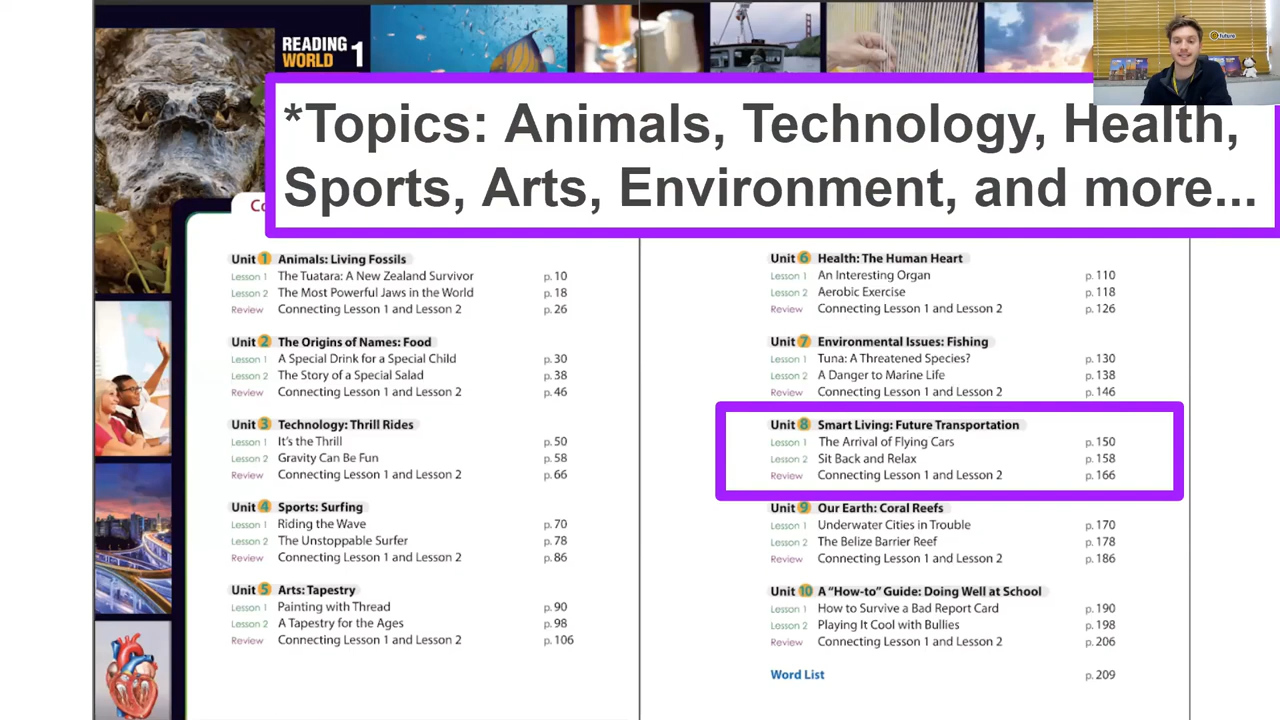 READING
WORLD 1
future
*Topics: Animals, Technology, Health,
Sports, Arts, Environment, and more...
Unit 1 Animals: Living Fossils
Lesson 1 The Tuatara: A New Zealand Survivor p. 10
Lesson 2 The Most Powerful Jaws in the World p. 18
Review Connecting Lesson 1 and Lesson 2 p. 26
Unit 2 The Origins of Names: Food
Lesson 1 A Special Drink for a Special Child p. 30
Lesson 2 The Story of a Special Salad p. 38
Review Connecting Lesson 1 and Lesson 2 p. 46
Unit 3 Technology: Thrill Rides
Lesson 1 It's the Thrill p. 50
Lesson 2 Gravity Can Be Fun p. 58
Review Connecting Lesson 1 and Lesson 2 p. 66
Unit 4 Sports: Surfing
Lesson 1 Riding the Wave p. 70
Lesson 2 The Unstoppable Surfer p. 78
Review Connecting Lesson 1 and Lesson 2 p. 86
Unit 5 Arts: Tapestry
Lesson 1 Painting with Thread p. 90
Lesson 2 A Tapestry for the Ages p. 98
Review Connecting Lesson 1 and Lesson 2 p. 106
Unit 6 Health: The Human Heart
Lesson 1 An Interesting Organ p. 110
Lesson 2 Aerobic Exercise p. 118
Review Connecting Lesson 1 and Lesson 2 p. 126
Unit 7 Environmental Issues: Fishing
Lesson 1 Tuna: A Threatened Species? p. 130
Lesson 2 A Danger to Marine Life p. 138
Review Connecting Lesson 1 and Lesson 2 p. 146
Unit 8 Smart Living: Future Transportation
Lesson 1 The Arrival of Flying Cars p. 150
Lesson 2 Sit Back and Relax p. 158
Review Connecting Lesson 1 and Lesson 2 p. 166
Unit 9 Our Earth: Coral Reefs
Lesson 1 Underwater Cities in Trouble p. 170
Lesson 2 The Belize Barrier Reef p. 178
Review Connecting Lesson 1 and Lesson 2 p. 186
Unit 10 A "How-to" Guide: Doing Well at School
Lesson 1 How to Survive a Bad Report Card p. 190
Lesson 2 Playing It Cool with Bullies p. 198
Review Connecting Lesson 1 and Lesson 2 p. 206
Word List p. 209